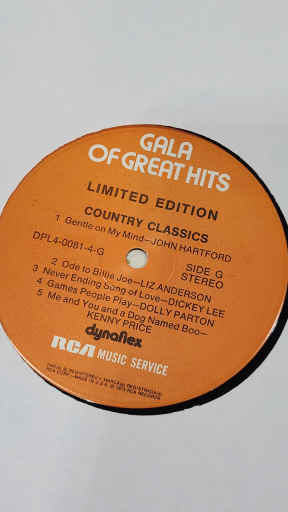 GALA
OF GREAT HITS
LIMITED EDITION
COUNTRY CLASSICS
1 Gentle on My Mind—JOHN HARTFORD
DPL4-0081-4-G
SIDE G
STEREO
2 Ode to Billie Joe—LIZ ANDERSON
3 Never Ending Song of Love—DICKEY LEE
4 Games People Play—DOLLY PARTON
5 Me and You and a Dog Named Boo—
KENNY PRICE
dynaflex
RCA MUSIC SERVICE